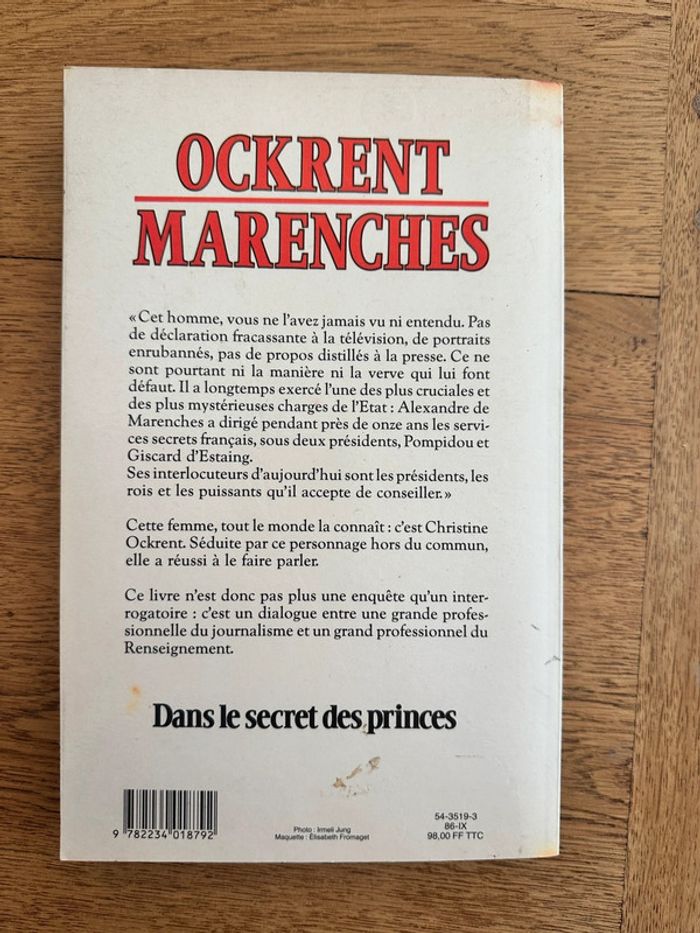 OCKRENT
MARENCHES
« Cet homme, vous ne l'avez jamais vu ni entendu. Pas
de déclaration fracassante à la télévision, de portraits
enrubannés, pas de propos distillés à la presse. Ce ne
sont pourtant ni la manière ni la verve qui lui font
défaut. Il a longtemps exercé l'une des plus cruciales et
des plus mystérieuses charges de l'Etat : Alexandre de
Marenches a dirigé pendant près de onze ans les servi-
ces secrets français, sous deux présidents, Pompidou et
Giscard d'Estaing.
Ses interlocuteurs d'aujourd'hui sont les présidents, les
rois et les puissants qu'il accepte de conseiller. »
Cette femme, tout le monde la connaît : c'est Christine
Ockrent. Séduite par ce personnage hors du commun,
elle a réussi à le faire parler.
Ce livre n'est donc pas plus une enquête qu'un inter-
rogatoire : c'est un dialogue entre une grande profes-
sionnelle du journalisme et un grand professionnel du
Renseignement.
Dans le secret des princes
9 782234 018792
Photo : Irmeli Jung
Maquette : Élisabeth Fromaget
54-3519-3
86-IX
98,00 FF TTC